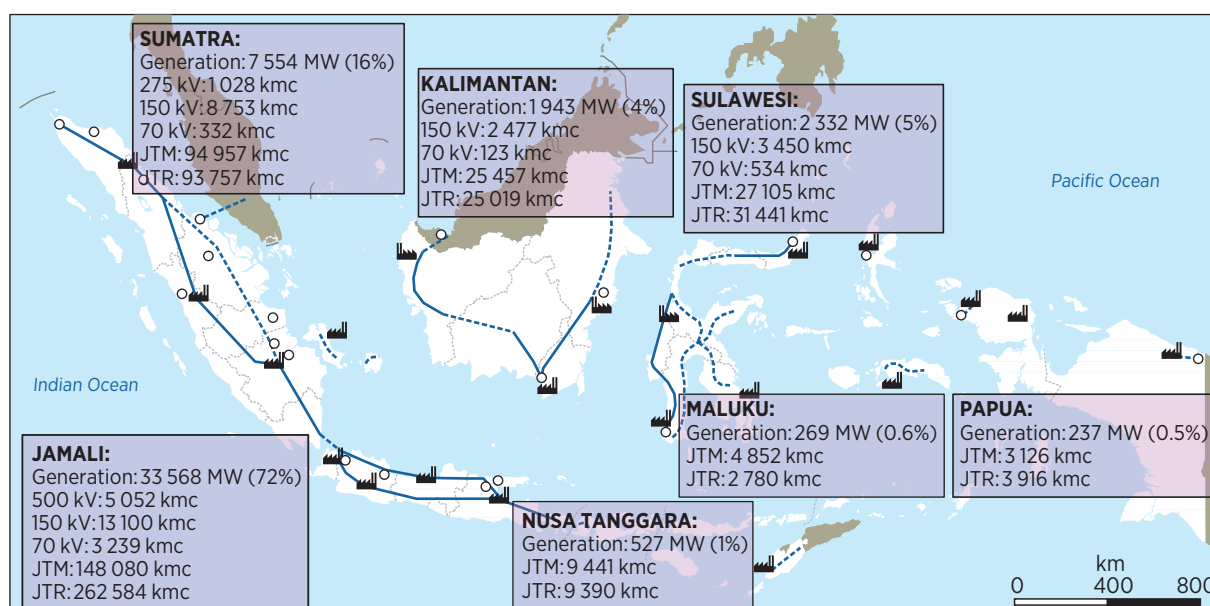 SUMATRA:
Generation: 7 554 MW (16%)
275 kV: 1 028 kmc
150 kV: 8 753 kmc
70 kV: 332 kmc
JTM: 94 957 kmc
JTR: 93 757 kmc
KALIMANTAN:
Generation: 1 943 MW (4%)
150 kV: 2 477 kmc
70 kV: 123 kmc
JTM: 25 457 kmc
JTR: 25 019 kmc
SULAWESI:
Generation: 2 332 MW (5%)
150 kV: 3 450 kmc
70 kV: 534 kmc
JTM: 27 105 kmc
JTR: 31 441 kmc
Pacific Ocean
Indian Ocean
JAMALI:
Generation: 33 568 MW (72%)
500 kV: 5 052 kmc
150 kV: 13 100 kmc
70 kV: 3 239 kmc
JTM: 148 080 kmc
JTR: 262 584 kmc
NUSA TANGGARA:
Generation: 527 MW (1%)
JTM: 9 441 kmc
JTR: 9 390 kmc
MALUKU:
Generation: 269 MW (0.6%)
JTM: 4 852 kmc
JTR: 2 780 kmc
PAPUA:
Generation: 237 MW (0.5%)
JTM: 3 126 kmc
JTR: 3 916 kmc
km
0 400 800